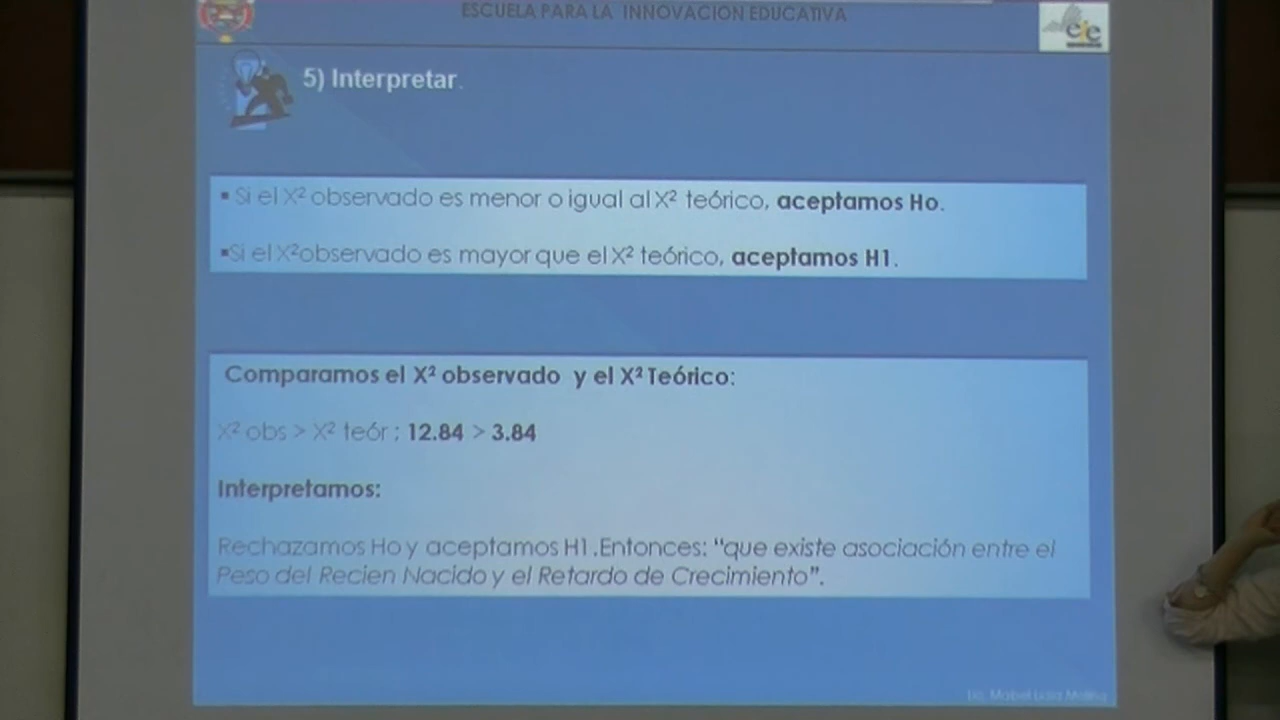 ESCUELA PARA LA INNOVACION EDUCATIVA
eie
5) Interpretar.
▪ Si el X² observado es menor o igual al X² teórico, aceptamos Ho.
▪Si el X²observado es mayor que el X² teórico, aceptamos H1.
Comparamos el X² observado y el X² Teórico:
X² obs > X² teór ; 12.84 > 3.84
Interpretamos:
Rechazamos Ho y aceptamos H1.Entonces: "que existe asociación entre el
Peso del Recien Nacido y el Retardo de Crecimiento".
Lic. Mabel